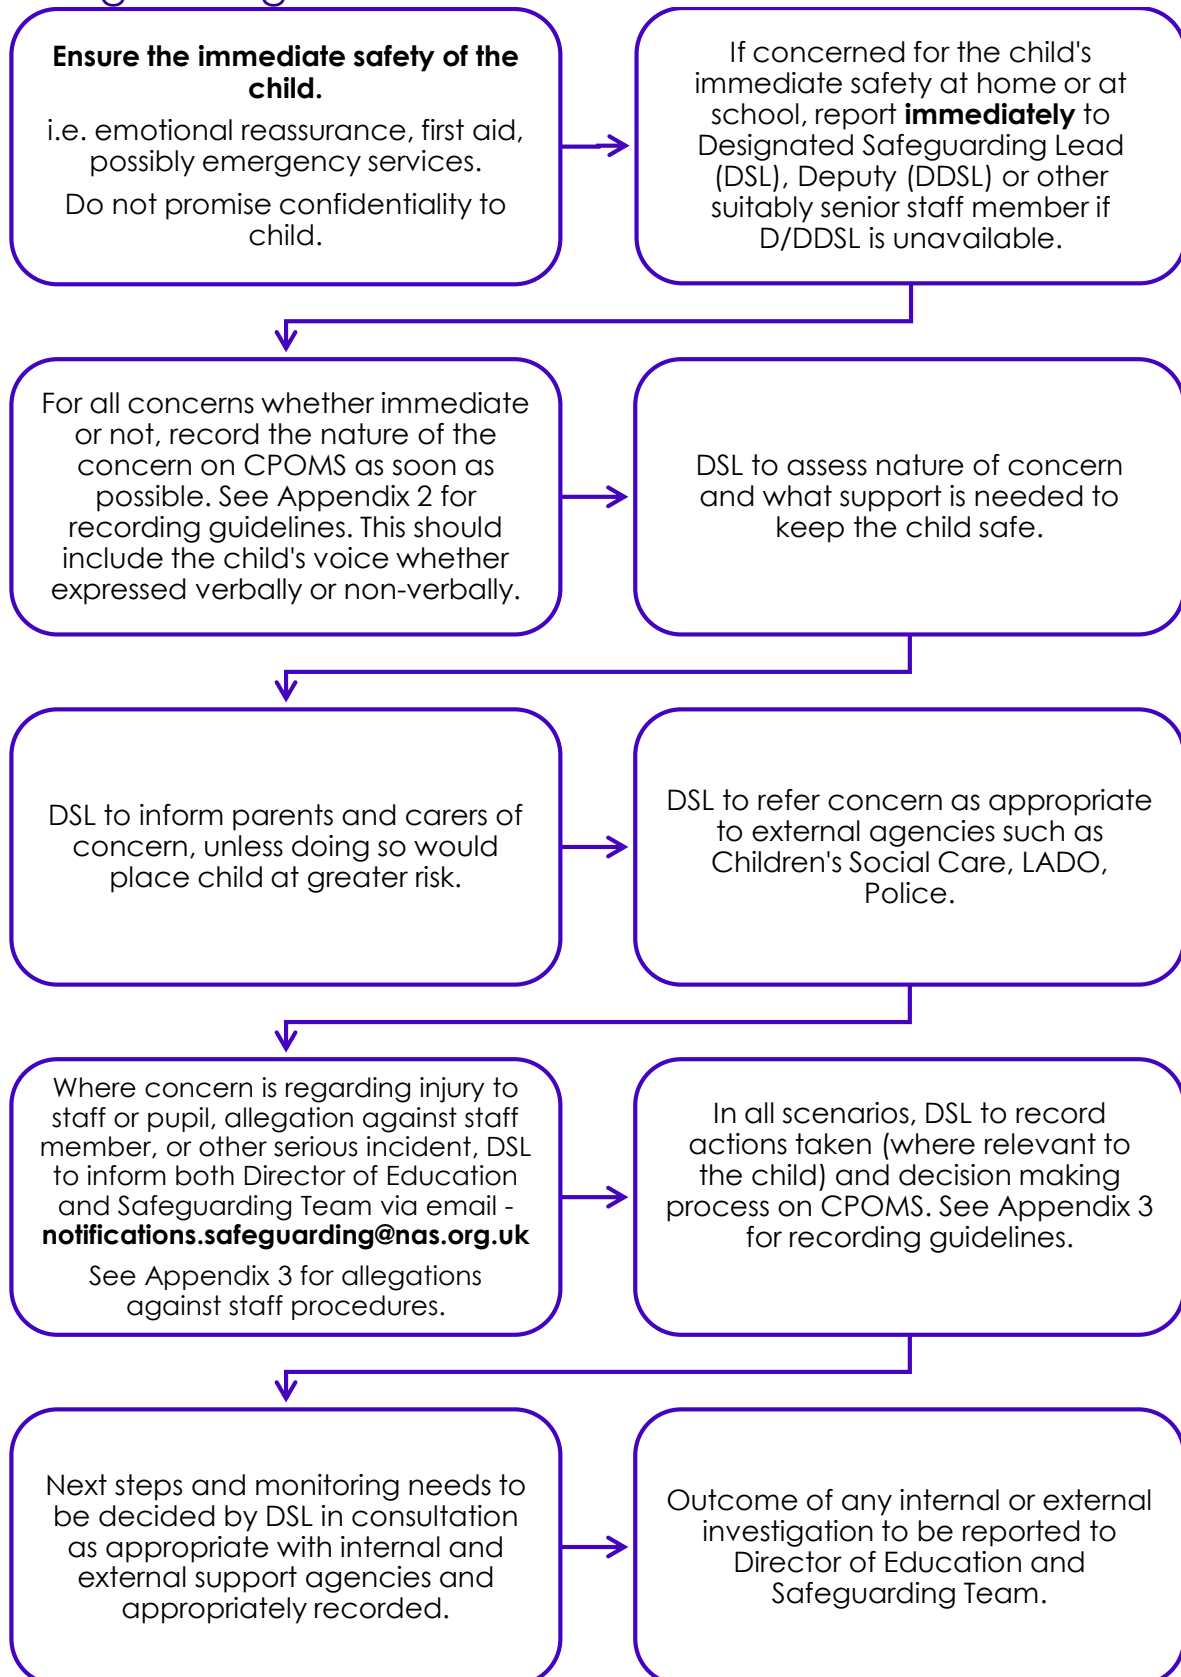 Ensure the immediate safety of the
child.
i.e. emotional reassurance, first aid,
possibly emergency services.
Do not promise confidentiality to
child.
If concerned for the child's
immediate safety at home or at
school, report immediately to
Designated Safeguarding Lead
(DSL), Deputy (DDSL) or other
suitably senior staff member if
D/DDSL is unavailable.
For all concerns whether immediate
or not, record the nature of the
concern on CPOMS as soon as
possible. See Appendix 2 for
recording guidelines. This should
include the child's voice whether
expressed verbally or non-verbally.
DSL to assess nature of concern
and what support is needed to
keep the child safe.
DSL to inform parents and carers of
concern, unless doing so would
place child at greater risk.
DSL to refer concern as appropriate
to external agencies such as
Children's Social Care, LADO,
Police.
Where concern is regarding injury to
staff or pupil, allegation against staff
member, or other serious incident, DSL
to inform both Director of Education
and Safeguarding Team via email -
notifications.safeguarding@nas.org.uk
See Appendix 3 for allegations
against staff procedures.
In all scenarios, DSL to record
actions taken (where relevant to
the child) and decision making
process on CPOMS. See Appendix 3
for recording guidelines.
Next steps and monitoring needs to
be decided by DSL in consultation
as appropriate with internal and
external support agencies and
appropriately recorded.
Outcome of any internal or external
investigation to be reported to
Director of Education and
Safeguarding Team.